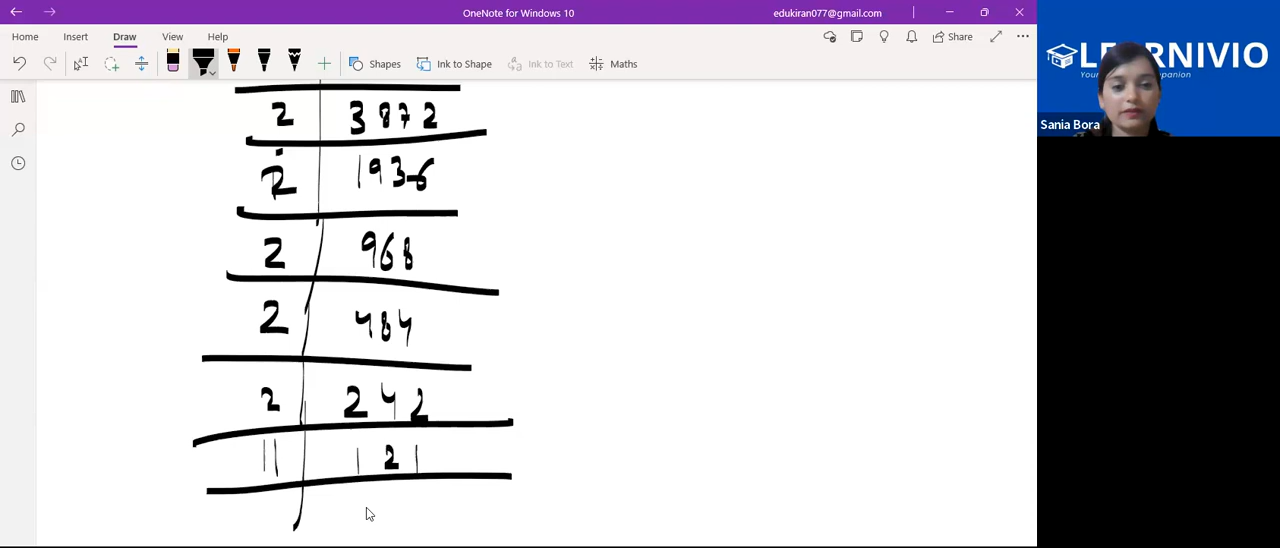 OneNote for Windows 10
edukiran077@gmail.com
Home Insert Draw View Help
Share
Shapes
Ink to Shape
Ink to Text
Maths
LEARNIVIO
Sania Bora
2 3872
2 1936
2 968
2 484
2 242
11 121